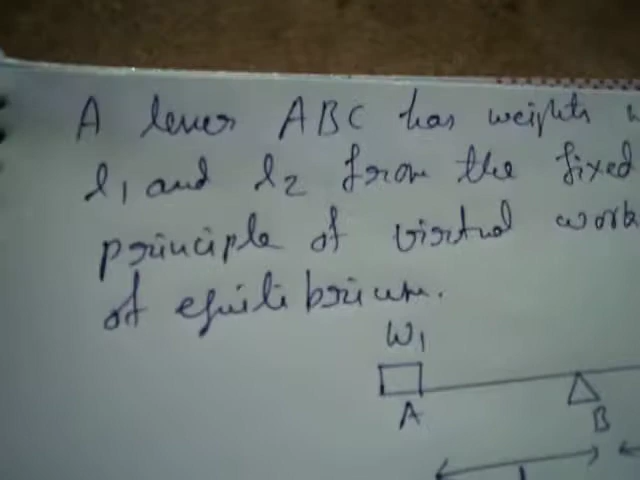 A lever ABC has weights
l1 and l2 from the fixed
principle of virtual work
of equilibrium.
W1
A
B